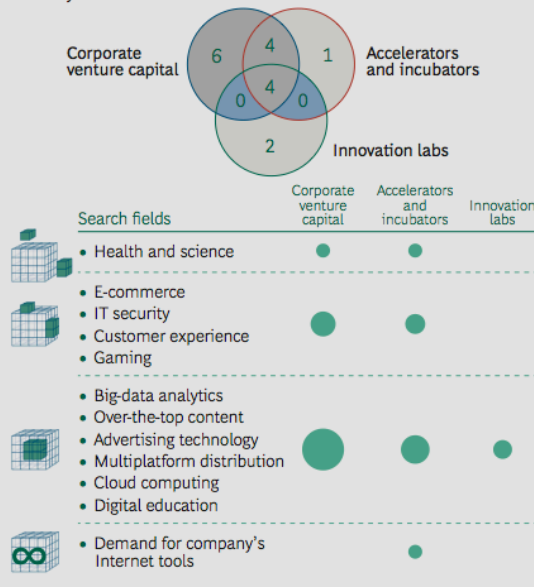 Corporate
venture capital
6
4
1
Accelerators
and incubators
4
0
0
2
Innovation labs
Search fields
Corporate
venture
capital
Accelerators
and
incubators
Innovation
labs
• Health and science
• E-commerce
• IT security
• Customer experience
• Gaming
• Big-data analytics
• Over-the-top content
• Advertising technology
• Multiplatform distribution
• Cloud computing
• Digital education
• Demand for company’s
Internet tools